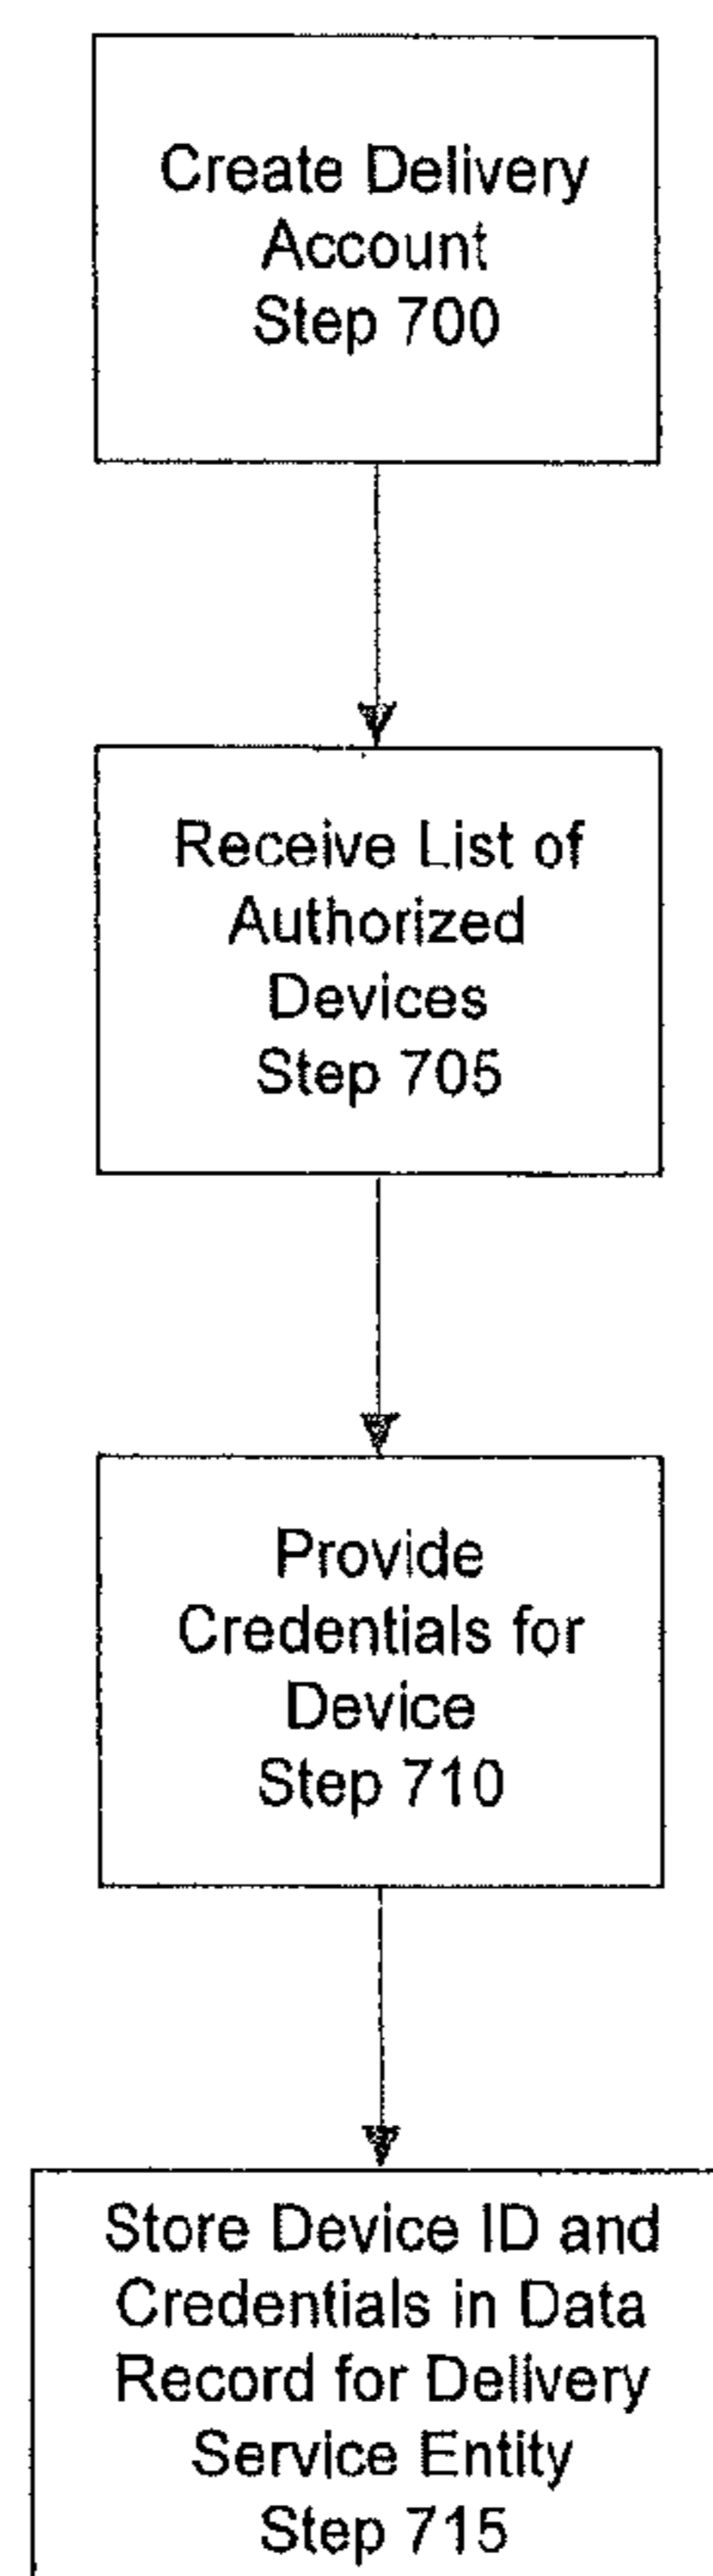 Create Delivery
Account
Step 700
Receive List of
Authorized
Devices
Step 705
Provide
Credentials for
Device
Step 710
Store Device ID and
Credentials in Data
Record for Delivery
Service Entity
Step 715